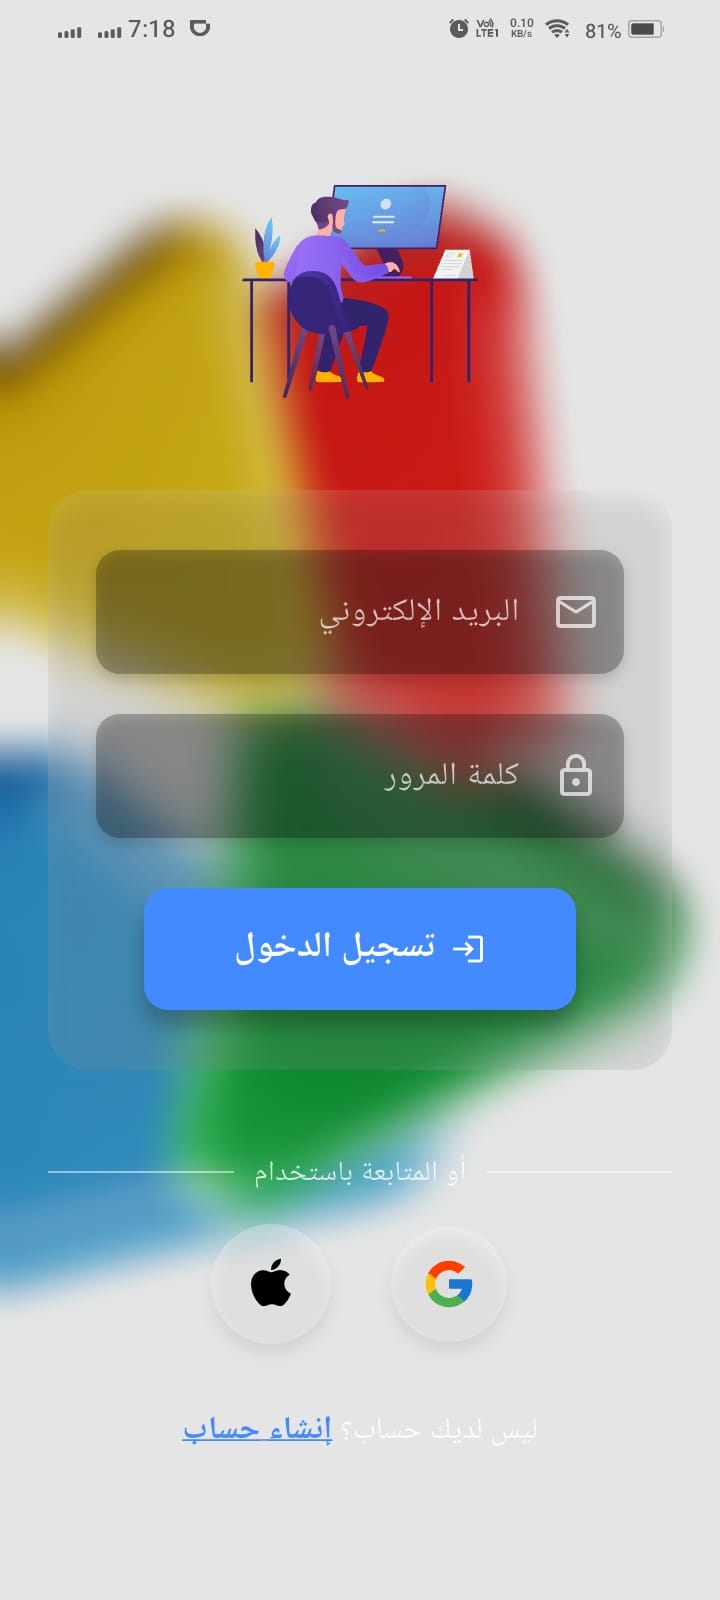 7:18
Vo) LTE1
0.10 KB/s
81%
البريد الإلكتروني
كلمة المرور
تسجيل الدخول
أو المتابعة باستخدام
ليس لديك حساب؟ إنشاء حساب